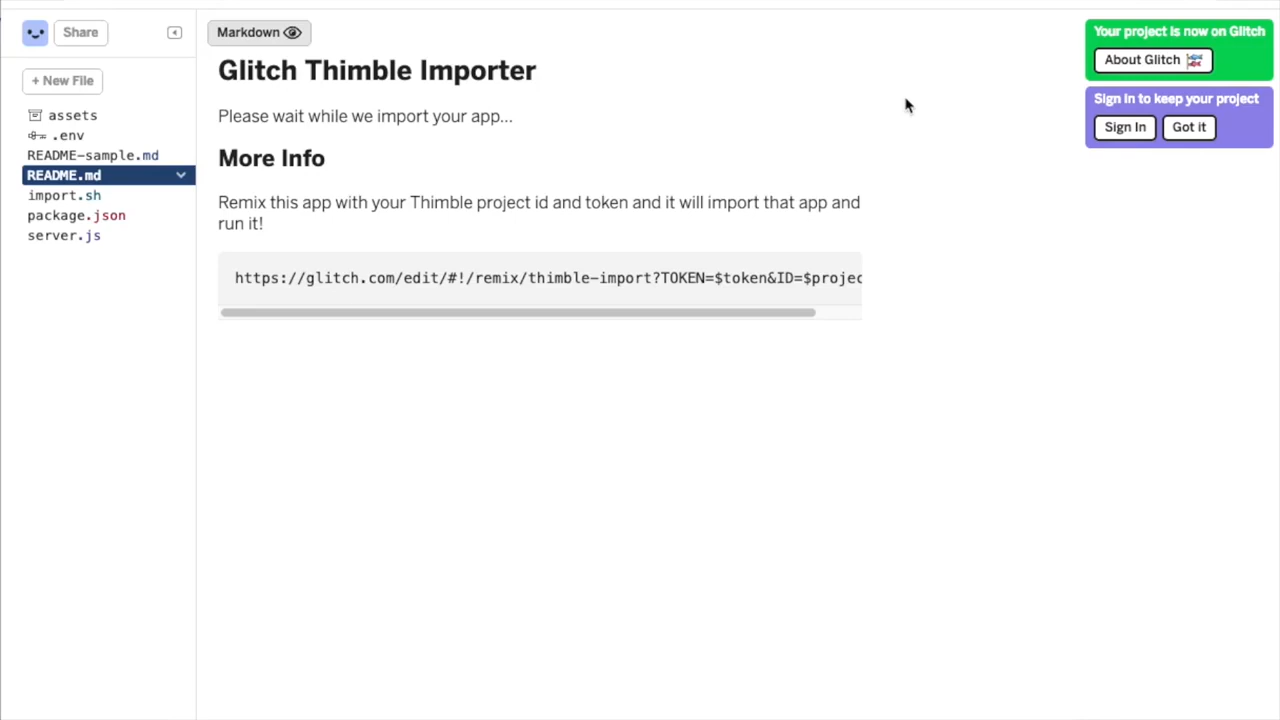 Share
+ New File
assets
.env
README-sample.md
README.md
import.sh
package.json
server.js
Markdown
Glitch Thimble Importer
Please wait while we import your app...
More Info
Remix this app with your Thimble project id and token and it will import that app and
run it!
https://glitch.com/edit/#!/remix/thimble-import?TOKEN=$token&ID=$projec
Your project is now on Glitch
About Glitch
Sign in to keep your project
Sign In
Got it